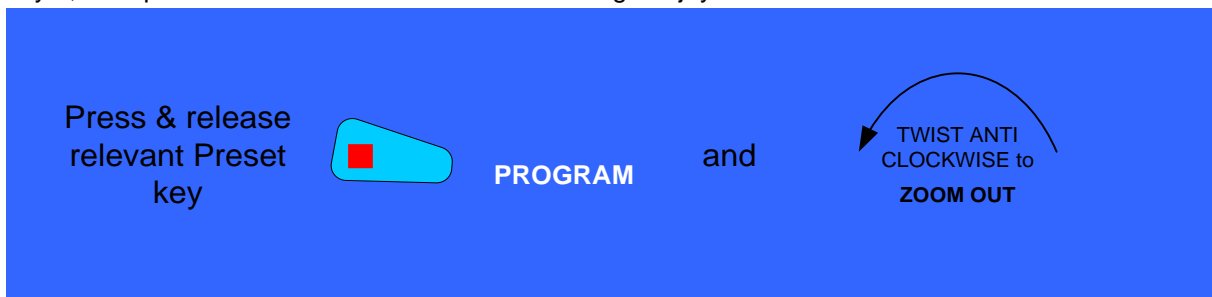 Press & release
relevant Preset
key
PROGRAM
and
TWIST ANTI
CLOCKWISE to
ZOOM OUT